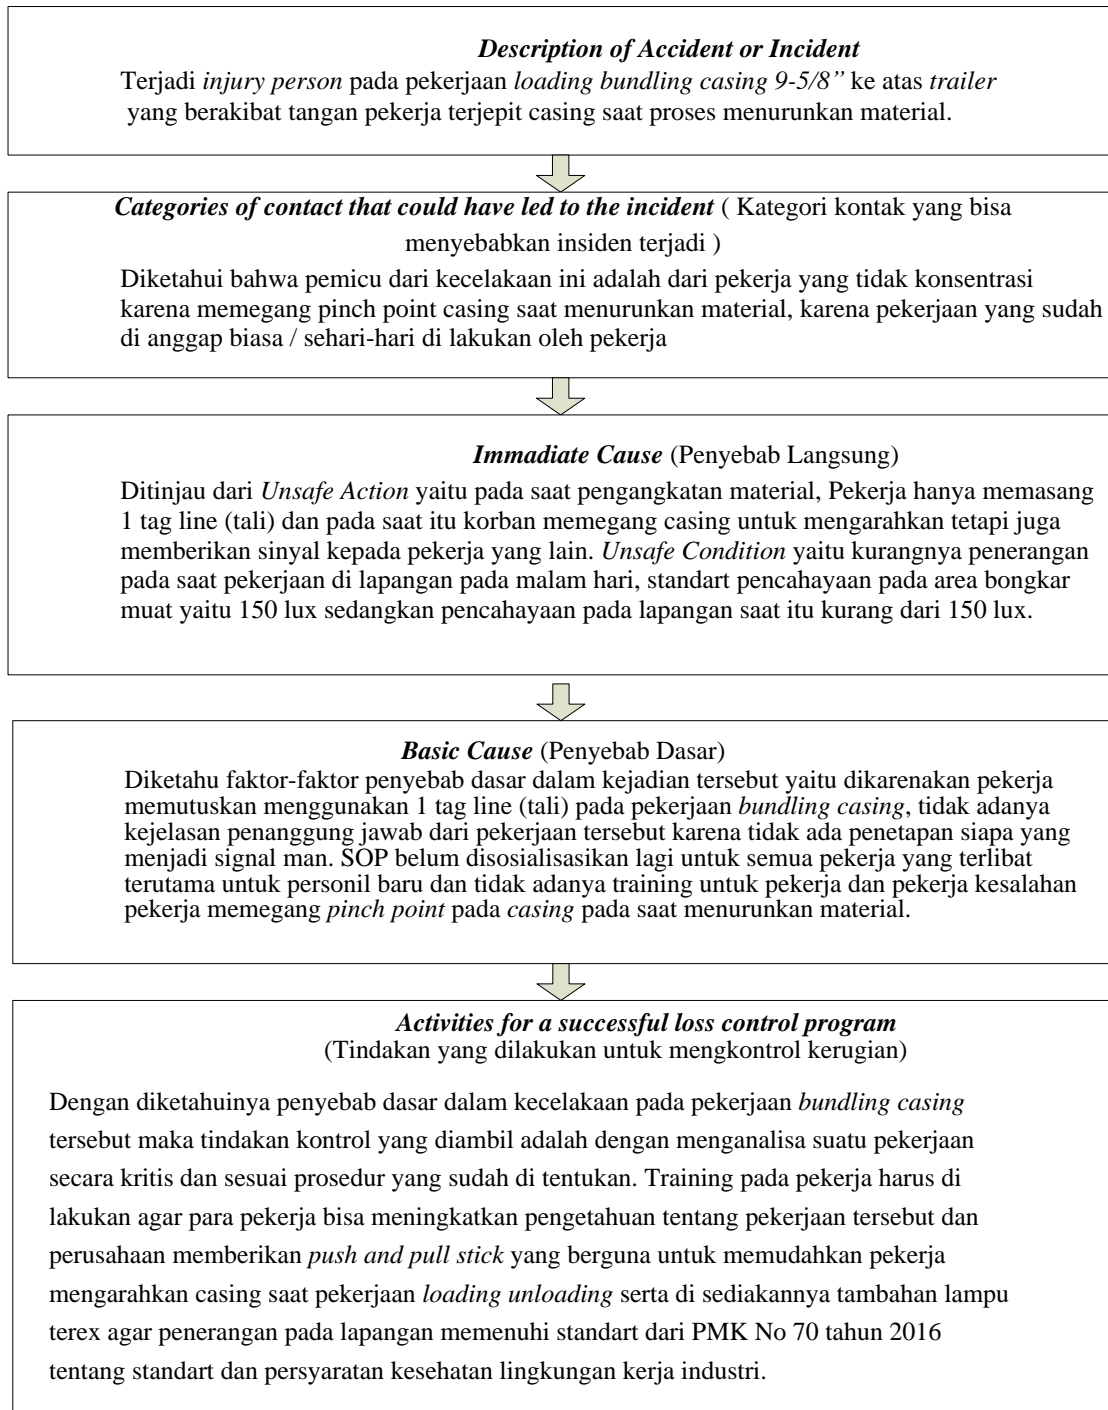 Description of Accident or Incident
Terjadi injury person pada pekerjaan loading bundling casing 9-5/8” ke atas trailer
yang berakibat tangan pekerja terjepit casing saat proses menurunkan material.
Categories of contact that could have led to the incident ( Kategori kontak yang bisa
menyebabkan insiden terjadi )
Diketahui bahwa pemicu dari kecelakaan ini adalah dari pekerja yang tidak konsentrasi
karena memegang pinch point casing saat menurunkan material, karena pekerjaan yang sudah
di anggap biasa / sehari-hari di lakukan oleh pekerja
Immadiate Cause (Penyebab Langsung)
Ditinjau dari Unsafe Action yaitu pada saat pengangkatan material, Pekerja hanya memasang
1 tag line (tali) dan pada saat itu korban memegang casing untuk mengarahkan tetapi juga
memberikan sinyal kepada pekerja yang lain. Unsafe Condition yaitu kurangnya penerangan
pada saat pekerjaan di lapangan pada malam hari, standart pencahayaan pada area bongkar
muat yaitu 150 lux sedangkan pencahayaan pada lapangan saat itu kurang dari 150 lux.
Basic Cause (Penyebab Dasar)
Diketahu faktor-faktor penyebab dasar dalam kejadian tersebut yaitu dikarenakan pekerja
memutuskan menggunakan 1 tag line (tali) pada pekerjaan bundling casing, tidak adanya
kejelasan penanggung jawab dari pekerjaan tersebut karena tidak ada penetapan siapa yang
menjadi signal man. SOP belum disosialisasikan lagi untuk semua pekerja yang terlibat
terutama untuk personil baru dan tidak adanya training untuk pekerja dan pekerja kesalahan
pekerja memegang pinch point pada casing pada saat menurunkan material.
Activities for a successful loss control program
(Tindakan yang dilakukan untuk mengkontrol kerugian)
Dengan diketahuinya penyebab dasar dalam kecelakaan pada pekerjaan bundling casing
tersebut maka tindakan kontrol yang diambil adalah dengan menganalisa suatu pekerjaan
secara kritis dan sesuai prosedur yang sudah di tentukan. Training pada pekerja harus di
lakukan agar para pekerja bisa meningkatkan pengetahuan tentang pekerjaan tersebut dan
perusahaan memberikan push and pull stick yang berguna untuk memudahkan pekerja
mengarahkan casing saat pekerjaan loading unloading serta di sediakannya tambahan lampu
terex agar penerangan pada lapangan memenuhi standart dari PMK No 70 tahun 2016
tentang standart dan persyaratan kesehatan lingkungan kerja industri.